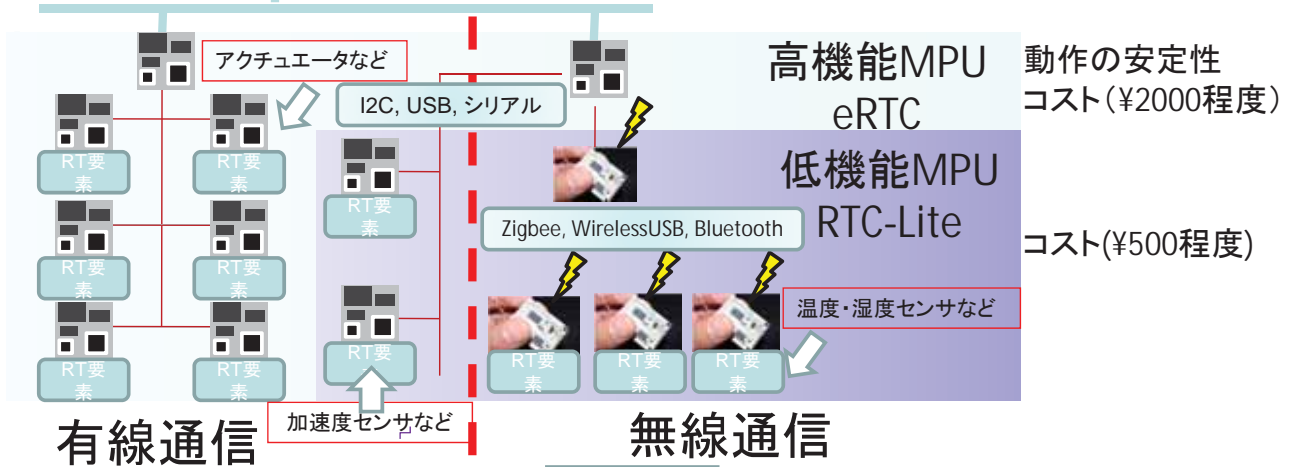 アクチュエータなど
高機能MPU
eRTC
動作の安定性
コスト（¥2000程度）
I2C, USB, シリアル
RT要
素
RT要
素
低機能MPU
RTC-Lite
RT要
素
Zigbee, WirelessUSB, Bluetooth
コスト(¥500程度)
RT要
素
RT要
素
温度・湿度センサなど
RT要
素
RT要
素
RT要
RT要
素
RT要
素
RT要
素
加速度センサなど
有線通信
無線通信